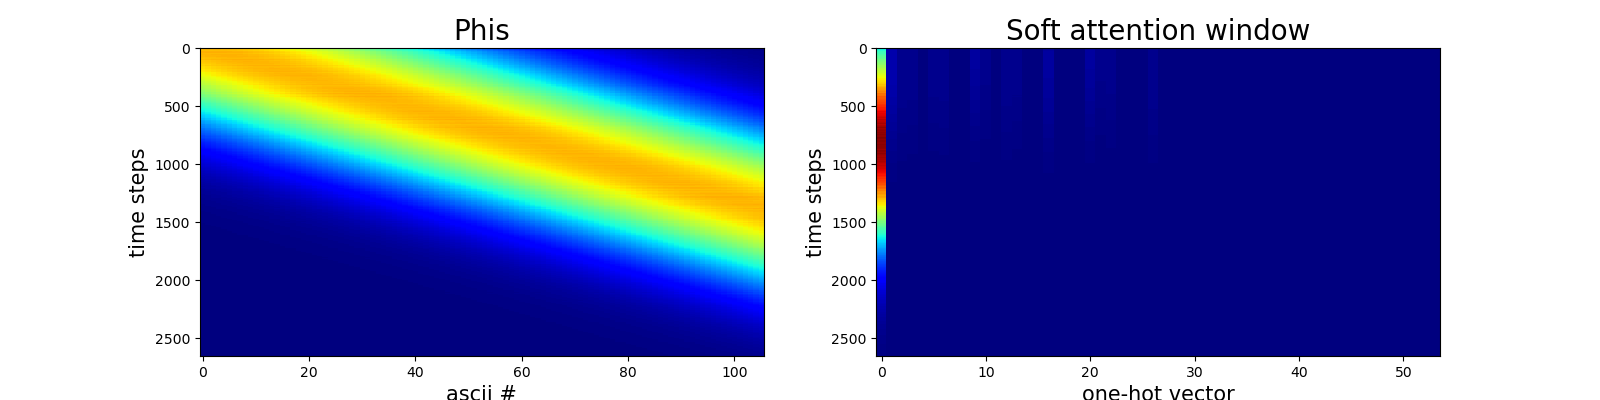 Phis
0
500
1000
1500
2000
2500
time steps
0 20 40 60 80 100
ascii #
Soft attention window
0
500
1000
1500
2000
2500
time steps
0 10 20 30 40 50
one-hot vector